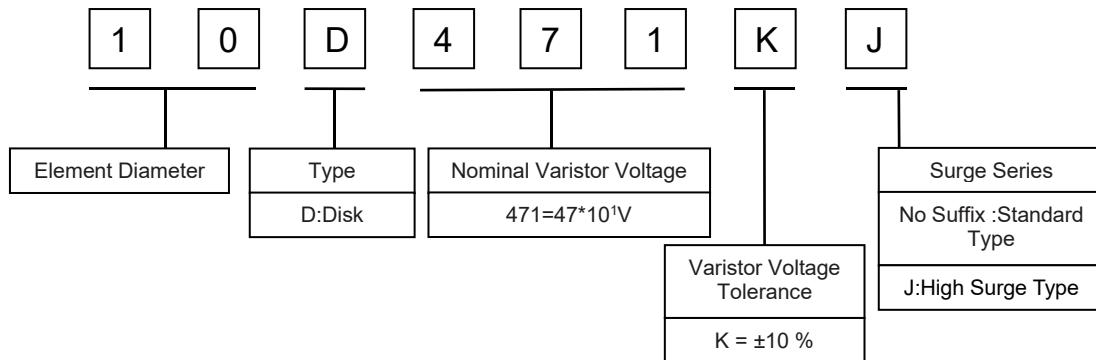 1 0 D 4 7 1 K J
Element Diameter
Type
D:Disk
Nominal Varistor Voltage
471=47*10¹V
Varistor Voltage
Tolerance
K = ±10 %
Surge Series
No Suffix :Standard
Type
J:High Surge Type